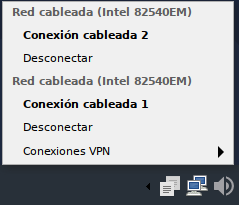 Red cableada (Intel 82540EM)
Conexión cableada 2
Desconectar
Red cableada (Intel 82540EM)
Conexión cableada 1
Desconectar
Conexiones VPN